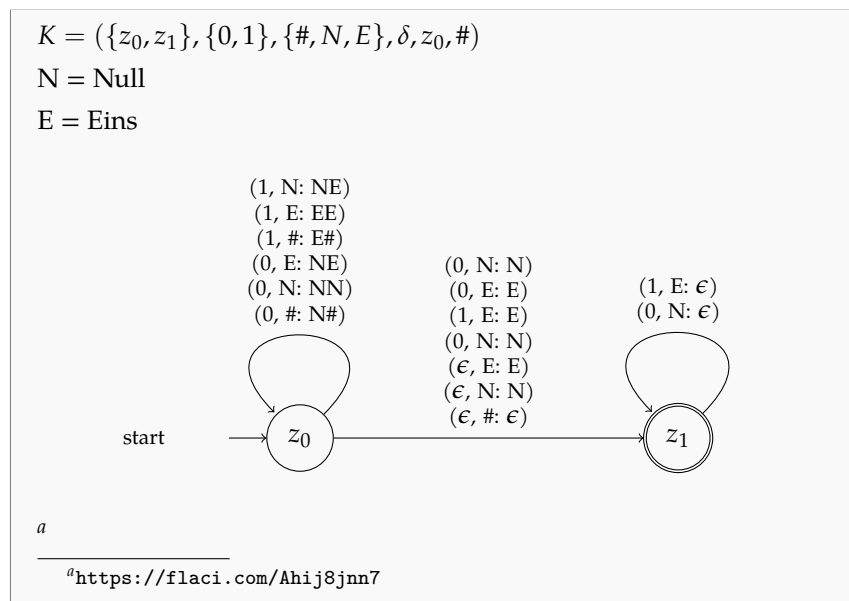 K = ({z₀, z₁}, {0, 1}, {#, N, E}, δ, z₀, #)
N = Null
E = Eins
(1, N: NE)
(1, E: EE)
(1, #: E#)
(0, E: NE)
(0, N: NN)
(0, #: N#)
(0, N: N)
(0, E: E)
(1, E: E)
(0, N: N)
(ϵ, E: E)
(ϵ, N: N)
(ϵ, #: ϵ)
(1, E: ϵ)
(0, N: ϵ)
start z₀ z₁
a
ᵃhttps://flaci.com/Ahij8jnn7